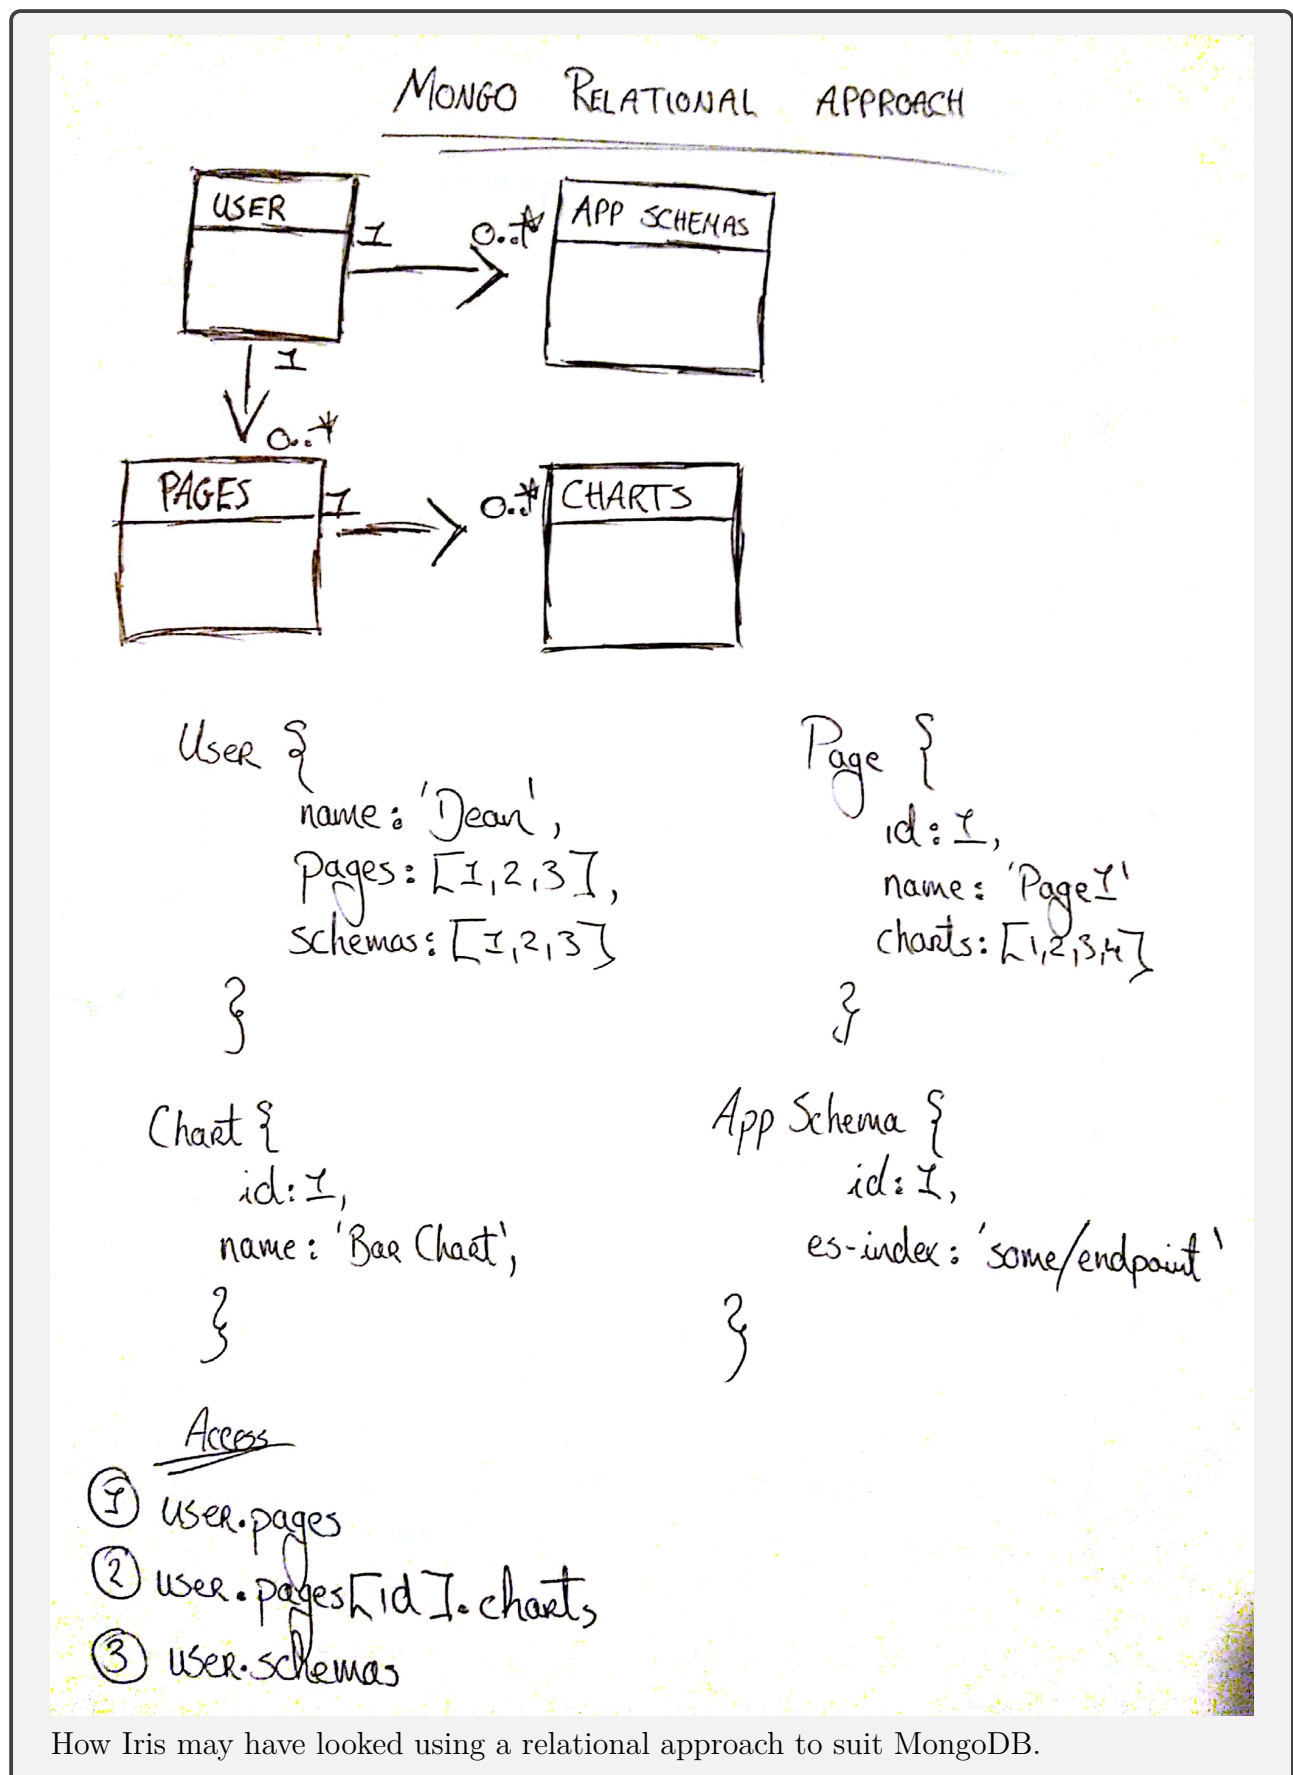 MONGO RELATIONAL APPROACH
USER
1
0..*
APP SCHEMAS
1
0..*
PAGES
1
0..*
CHARTS
User {
name: 'Dean',
pages: [1,2,3],
schemas: [1,2,3]
}
Page {
id: 1,
name: 'Page1'
charts: [1,2,3,4]
}
Chart {
id: 1,
name: 'Bar Chart',
}
App Schema {
id: 1,
es-index: 'some/endpoint'
}
Access
1 user.pages
2 user.pages[id].charts
3 user.schemas
How Iris may have looked using a relational approach to suit MongoDB.